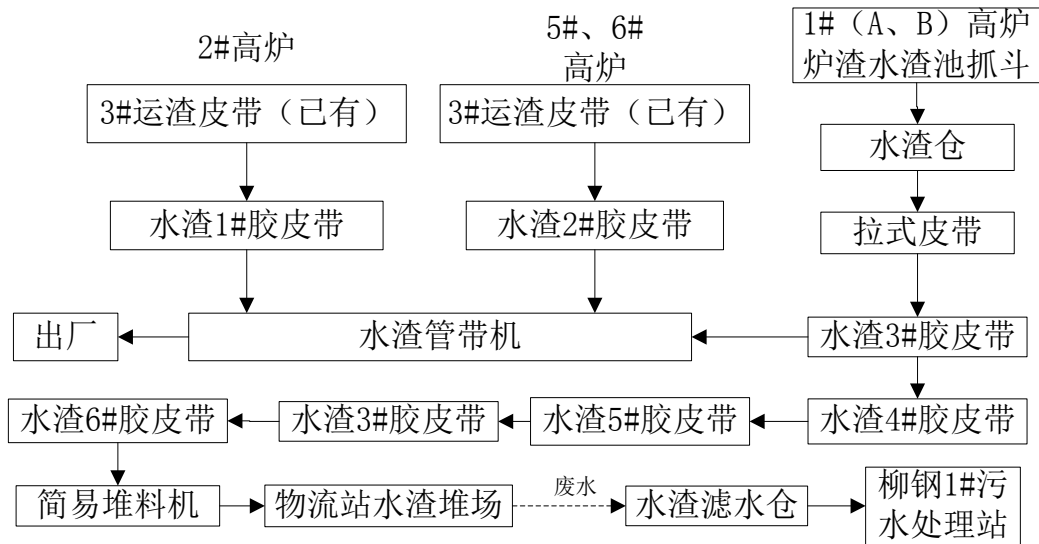 2#高炉
5#、6#
高炉
1#（A、B）高炉
炉渣水渣池抓斗
3#运渣皮带（已有）
3#运渣皮带（已有）
水渣仓
水渣1#胶皮带
水渣2#胶皮带
拉式皮带
出厂
水渣管带机
水渣3#胶皮带
水渣6#胶皮带
水渣3#胶皮带
水渣5#胶皮带
水渣4#胶皮带
简易堆料机
物流站水渣堆场
废水
水渣滤水仓
柳钢1#污
水处理站